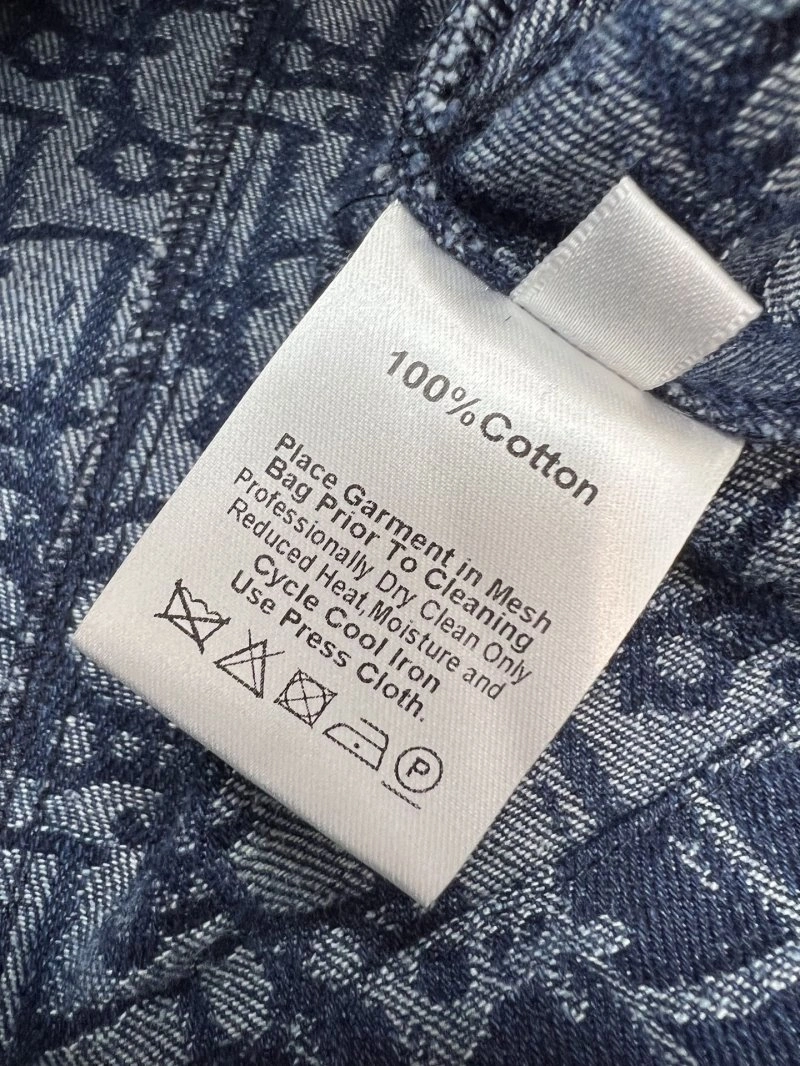 100% Cotton
Place Garment in Mesh
Bag Prior To Cleaning
Professionally Dry Clean Only
Reduced Heat, Moisture and
Cycle Cool Iron
Use Press Cloth.
P